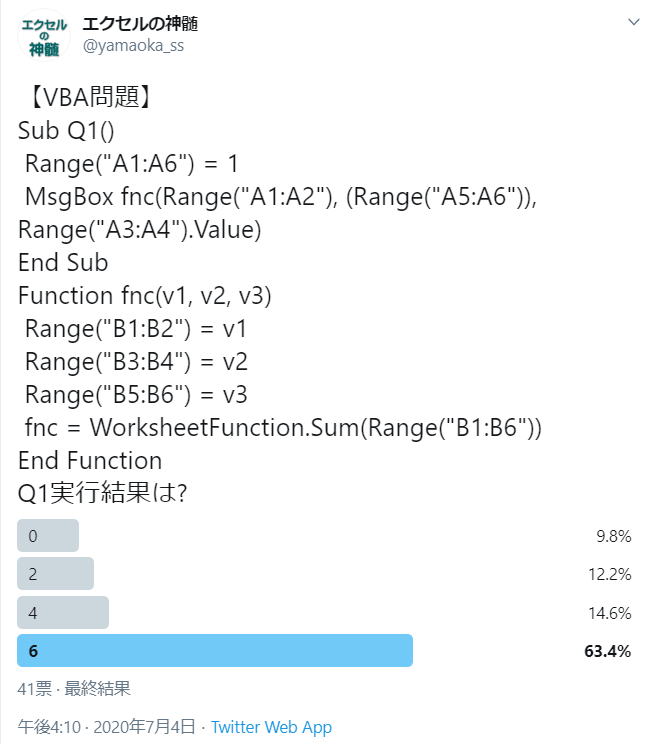 エクセル
の
神髄
エクセルの神髄
@yamaoka_ss
【VBA問題】
Sub Q1()
Range("A1:A6") = 1
MsgBox fnc(Range("A1:A2"), (Range("A5:A6")),
Range("A3:A4").Value)
End Sub
Function fnc(v1, v2, v3)
Range("B1:B2") = v1
Range("B3:B4") = v2
Range("B5:B6") = v3
fnc = WorksheetFunction.Sum(Range("B1:B6"))
End Function
Q1実行結果は?
0 9.8%
2 12.2%
4 14.6%
6 63.4%
41票 · 最終結果
午後4:10 · 2020年7月4日 · Twitter Web App